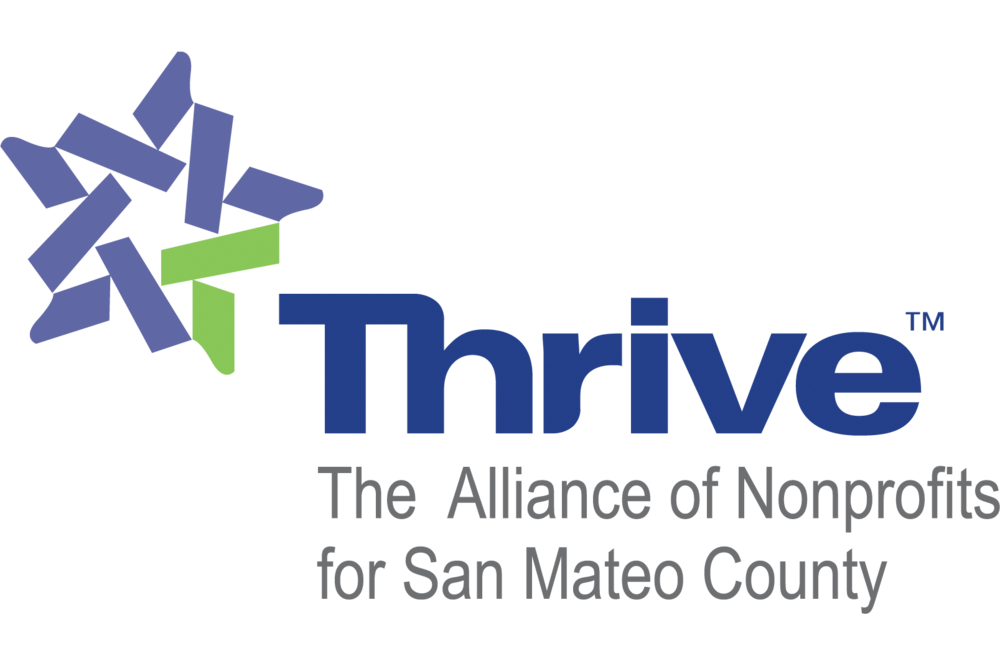 Thrive™
The Alliance of Nonprofits
for San Mateo County